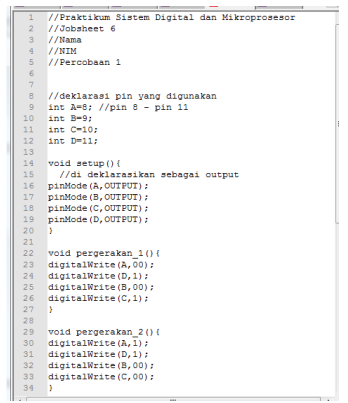 1 //Praktikum Sistem Digital dan Mikroprosesor
2 //Jobsheet 6
3 //Nama
4 //NIM
5 //Percobaan 1
6
7
8 //deklarasi pin yang digunakan
9 int A=8; //pin 8 - pin 11
10 int B=9;
11 int C=10;
12 int D=11;
13
14 void setup(){
15 //di deklarasikan sebagai output
16 pinMode(A,OUTPUT);
17 pinMode(B,OUTPUT);
18 pinMode(C,OUTPUT);
19 pinMode(D,OUTPUT);
20 }
21
22 void pergerakan_1(){
23 digitalWrite(A,00);
24 digitalWrite(D,1);
25 digitalWrite(B,00);
26 digitalWrite(C,1);
27 }
28
29 void pergerakan_2(){
30 digitalWrite(A,1);
31 digitalWrite(D,1);
32 digitalWrite(B,00);
33 digitalWrite(C,00);
34 }